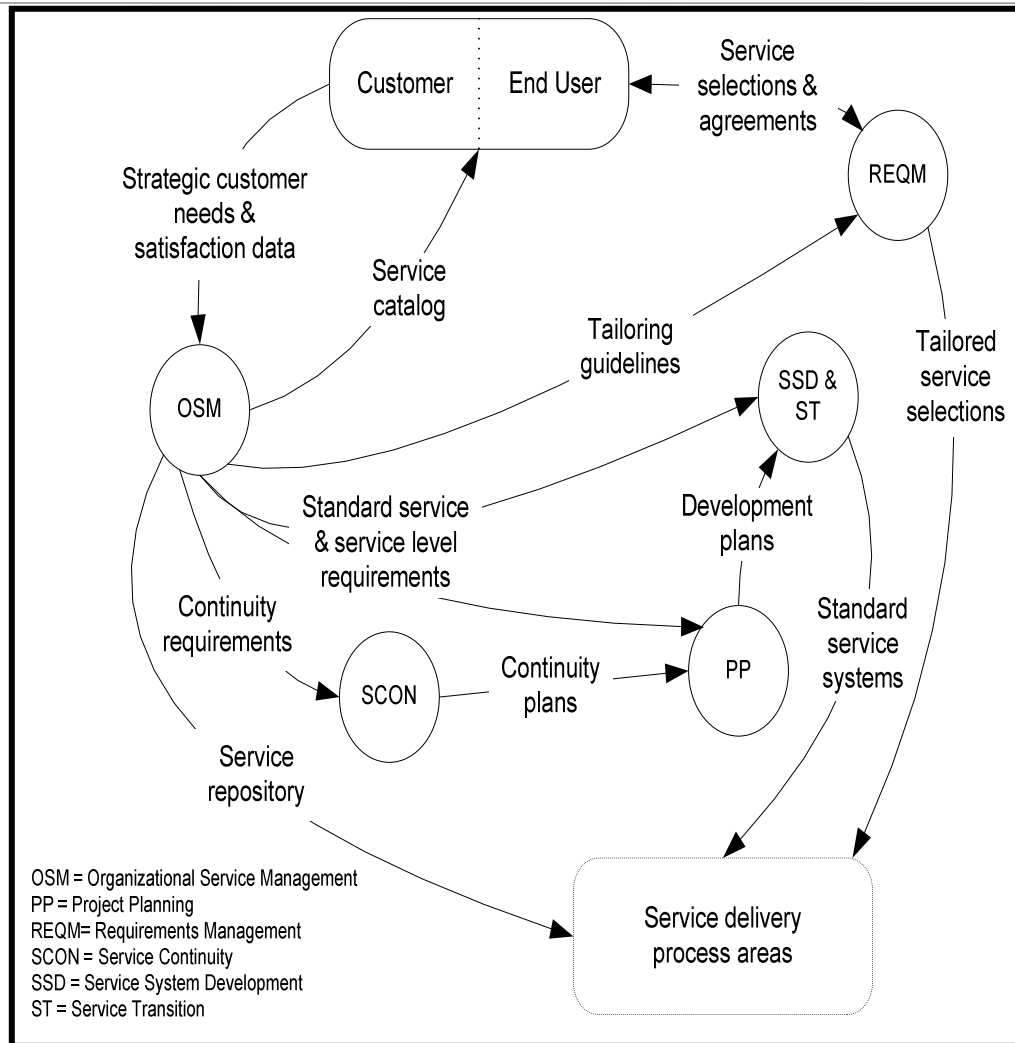 Customer
End User
Service
selections &
agreements
REQM
Strategic customer
needs &
satisfaction data
Service
catalog
Tailoring
guidelines
Tailored
service
selections
OSM
SSD &
ST
Standard service
& service level
requirements
Development
plans
Continuity
requirements
Standard
service
systems
SCON
Continuity
plans
PP
Service
repository
Service delivery
process areas
OSM = Organizational Service Management
PP = Project Planning
REQM= Requirements Management
SCON = Service Continuity
SSD = Service System Development
ST = Service Transition